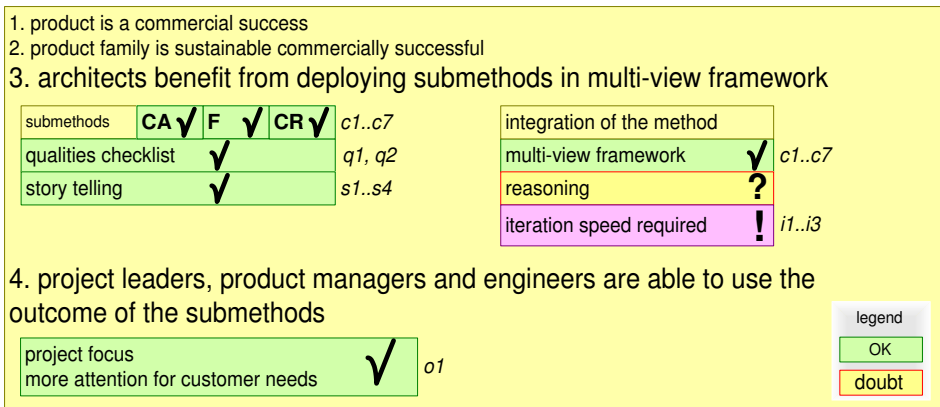 1. product is a commercial success
2. product family is sustainable commercially successful
3. architects benefit from deploying submethods in multi-view framework
submethods CA √ F √ CR √ c1..c7
qualities checklist √ q1, q2
story telling √ s1..s4
integration of the method
multi-view framework √ c1..c7
reasoning ?
iteration speed required ! i1..i3
4. project leaders, product managers and engineers are able to use the
outcome of the submethods
project focus
more attention for customer needs √ o1
legend
OK
doubt